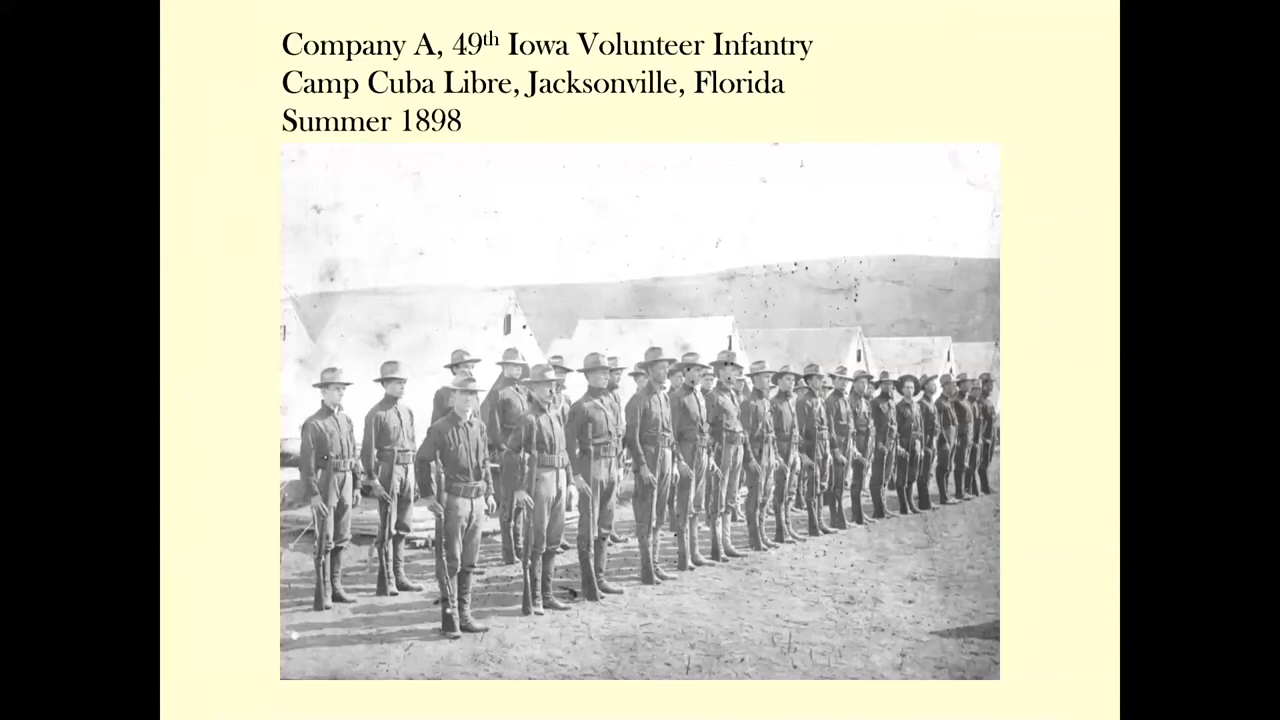 Company A, 49th Iowa Volunteer Infantry
Camp Cuba Libre, Jacksonville, Florida
Summer 1898